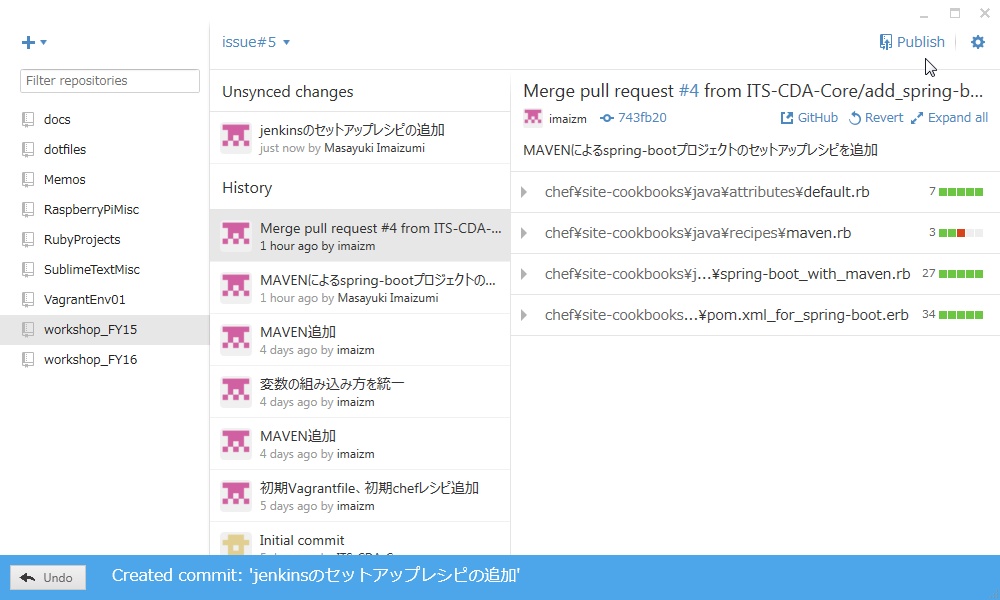 issue#5
Publish
Filter repositories
docs
dotfiles
Memos
RaspberryPiMisc
RubyProjects
SublimeTextMisc
VagrantEnv01
workshop_FY15
workshop_FY16
Unsynced changes
jenkinsのセットアップレシピの追加
just now by Masayuki Imaizumi
History
Merge pull request #4 from ITS-CDA-...
1 hour ago by imaizm
MAVENによるspring-bootプロジェクトの...
1 hour ago by Masayuki Imaizumi
MAVEN追加
4 days ago by imaizm
変数の組み込み方を統一
4 days ago by imaizm
MAVEN追加
4 days ago by imaizm
初期Vagrantfile、初期chefレシピ追加
5 days ago by imaizm
Initial commit
Merge pull request #4 from ITS-CDA-Core/add_spring-b...
imaizm 743fb20 GitHub Revert Expand all
MAVENによるspring-bootプロジェクトのセットアップレシピを追加
chef¥site-cookbooks¥java¥attributes¥default.rb 7
chef¥site-cookbooks¥java¥recipes¥maven.rb 3
chef¥site-cookbooks¥j...¥spring-boot_with_maven.rb 27
chef¥site-cookbooks...¥pom.xml_for_spring-boot.erb 34
Undo
Created commit: 'jenkinsのセットアップレシピの追加'